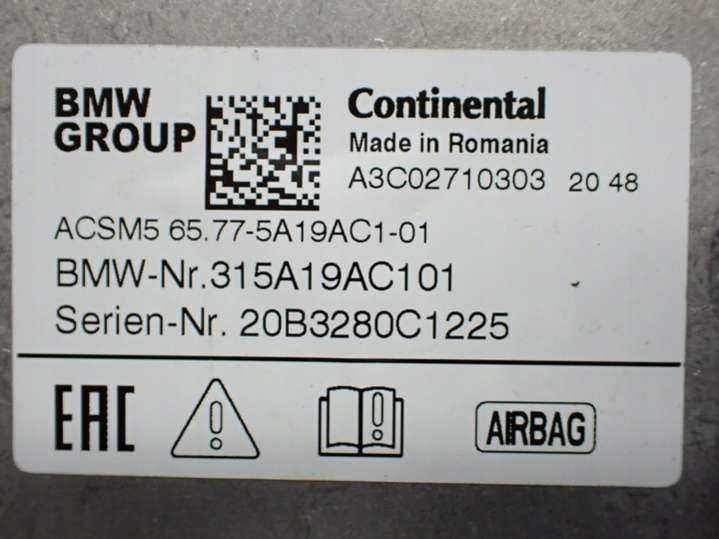 BMW
GROUP
Continental
Made in Romania
A3C02710303 20 48
ACSM5 65.77-5A19AC1-01
BMW-Nr.315A19AC101
Serien-Nr. 20B3280C1225
EAC
AIRBAG